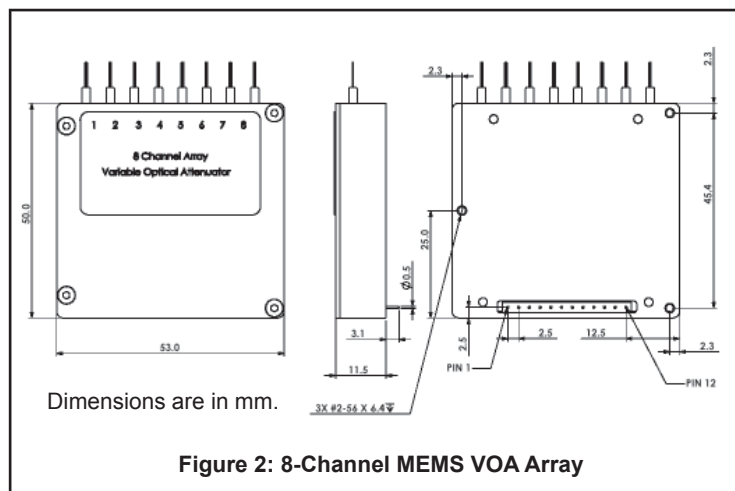 2.3
2.3
1 2 3 4 5 6 7 8
8 Channel Array
Variable Optical Attenuator
50.0
25.0
45.4
Ø0.5
3.1
2.5
2.5
12.5
2.3
53.0
11.5
PIN 1
PIN 12
Dimensions are in mm.
3X #2-56 X 6.4↧
Figure 2: 8-Channel MEMS VOA Array